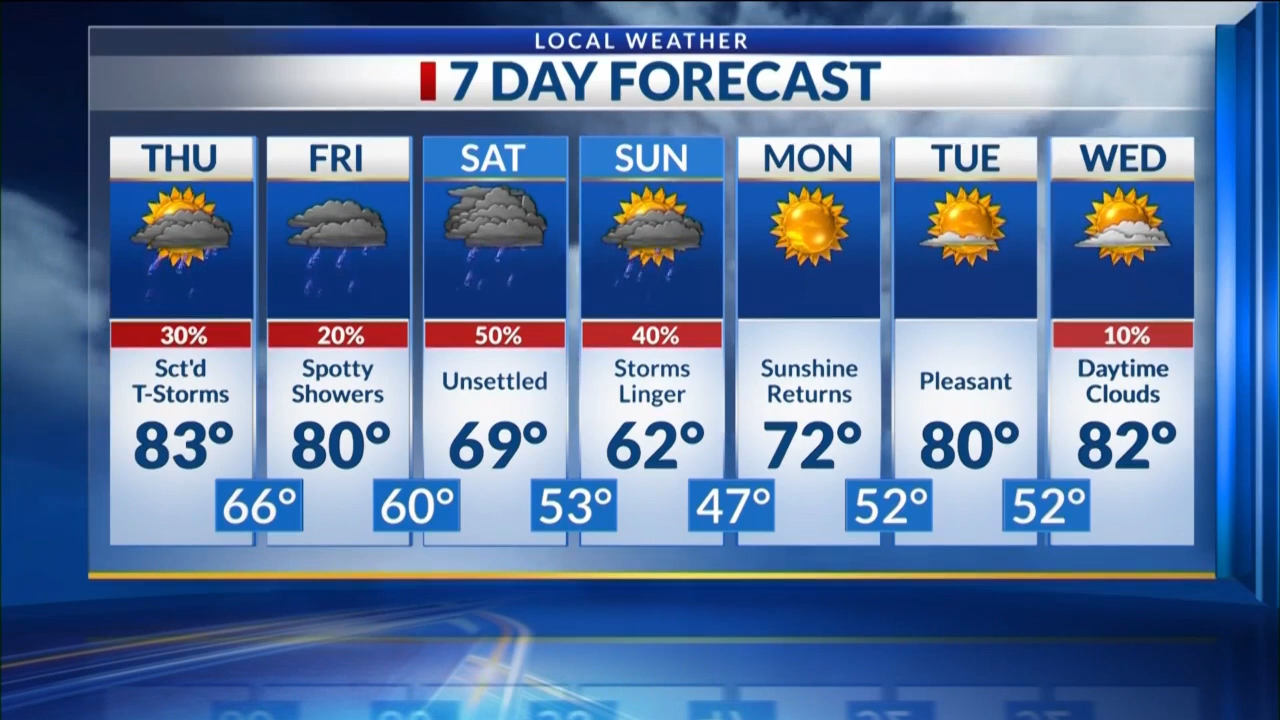 LOCAL WEATHER
7 DAY FORECAST
THU FRI SAT SUN MON TUE WED
30% 20% 50% 40% 10%
Sct'd Spotty Unsettled Storms Sunshine Pleasant Daytime
T-Storms Showers Linger Returns Clouds
83° 80° 69° 62° 72° 80° 82°
66° 60° 53° 47° 52° 52°